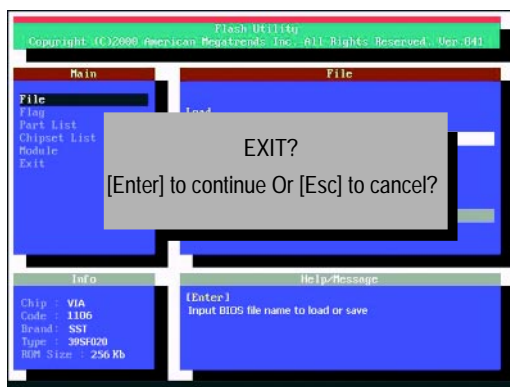 Flash Utility
Copyright (C)2000 American Megatrends Inc. All Rights Reserved. Ver:841
Main
File
Flag
Part List
Chipset List
Module
Exit
File
Load
EXIT?
[Enter] to continue Or [Esc] to cancel?
Info
Chip : VIA
Code : 1106
Brand: SST
Type : 39SF020
ROM Size : 256 Kb
Help/Message
[Enter]
Input BIOS file name to load or save